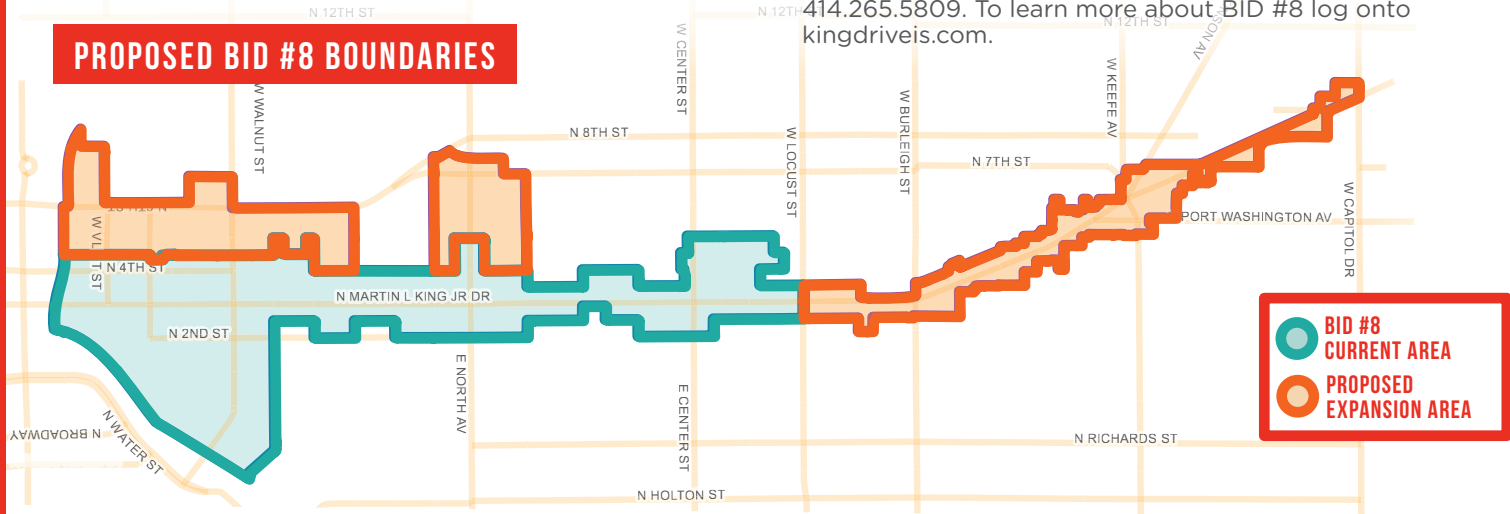 414.265.5809. To learn more about BID #8 log onto
kingdriveis.com.
PROPOSED BID #8 BOUNDARIES
N 12TH ST
N 12TH ST
W CENTER ST
W WALNUT ST
N 8TH ST
W LOCUST ST
W BURLEIGH ST
N 7TH ST
W KEEFE AV
PORT WASHINGTON AV
W CAPITOL DR
N 4TH ST
N MARTIN L KING JR DR
N 2ND ST
E NORTH AV
E CENTER ST
N BROADWAY
N WATER ST
N RICHARDS ST
N HOLTON ST
BID #8
CURRENT AREA
PROPOSED
EXPANSION AREA